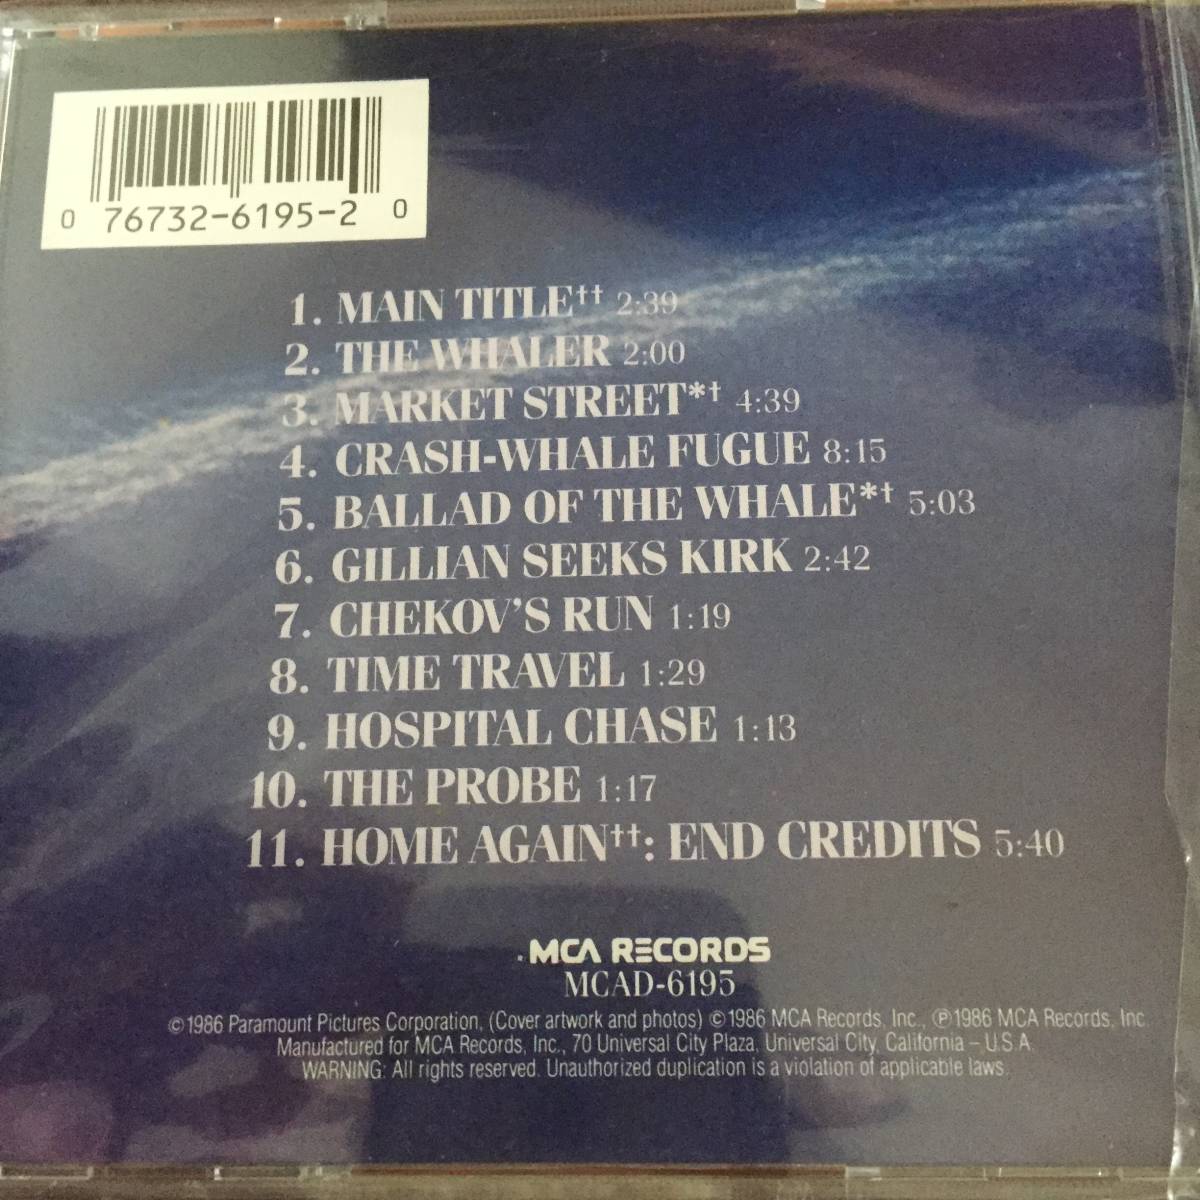 0 76732-6195-2 0
1. MAIN TITLE†† 2:39
2. THE WHALER 2:00
3. MARKET STREET*† 4:39
4. CRASH-WHALE FUGUE 8:15
5. BALLAD OF THE WHALE*† 5:03
6. GILLIAN SEEKS KIRK 2:42
7. CHEKOV'S RUN 1:19
8. TIME TRAVEL 1:29
9. HOSPITAL CHASE 1:13
10. THE PROBE 1:17
11. HOME AGAIN††: END CREDITS 5:40
MCA RECORDS
MCAD-6195
©1986 Paramount Pictures Corporation, (Cover artwork and photos) ©1986 MCA Records, Inc., ℗1986 MCA Records, Inc
Manufactured for MCA Records, Inc., 70 Universal City Plaza, Universal City, California – U.S.A.
WARNING: All rights reserved. Unauthorized duplication is a violation of applicable laws.